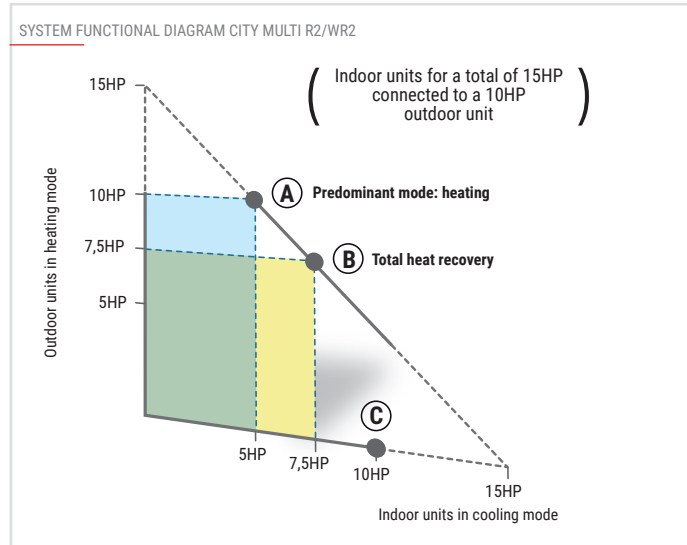 SYSTEM FUNCTIONAL DIAGRAM CITY MULTI R2/WR2
15HP
( Indoor units for a total of 15HP
connected to a 10HP
outdoor unit )
Outdoor units in heating mode
10HP
A Predominant mode: heating
7,5HP
B Total heat recovery
5HP
C
5HP
7,5HP
10HP
15HP
Indoor units in cooling mode